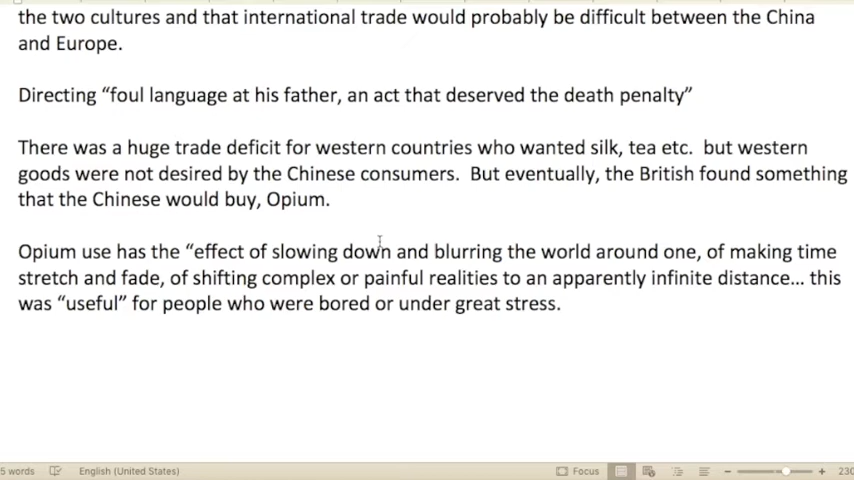 the two cultures and that international trade would probably be difficult between the China
and Europe.
Directing “foul language at his father, an act that deserved the death penalty”
There was a huge trade deficit for western countries who wanted silk, tea etc.  but western
goods were not desired by the Chinese consumers.  But eventually, the British found something
that the Chinese would buy, Opium.
Opium use has the “effect of slowing down and blurring the world around one, of making time
stretch and fade, of shifting complex or painful realities to an apparently infinite distance… this
was “useful” for people who were bored or under great stress.
5 words English (United States) Focus 230